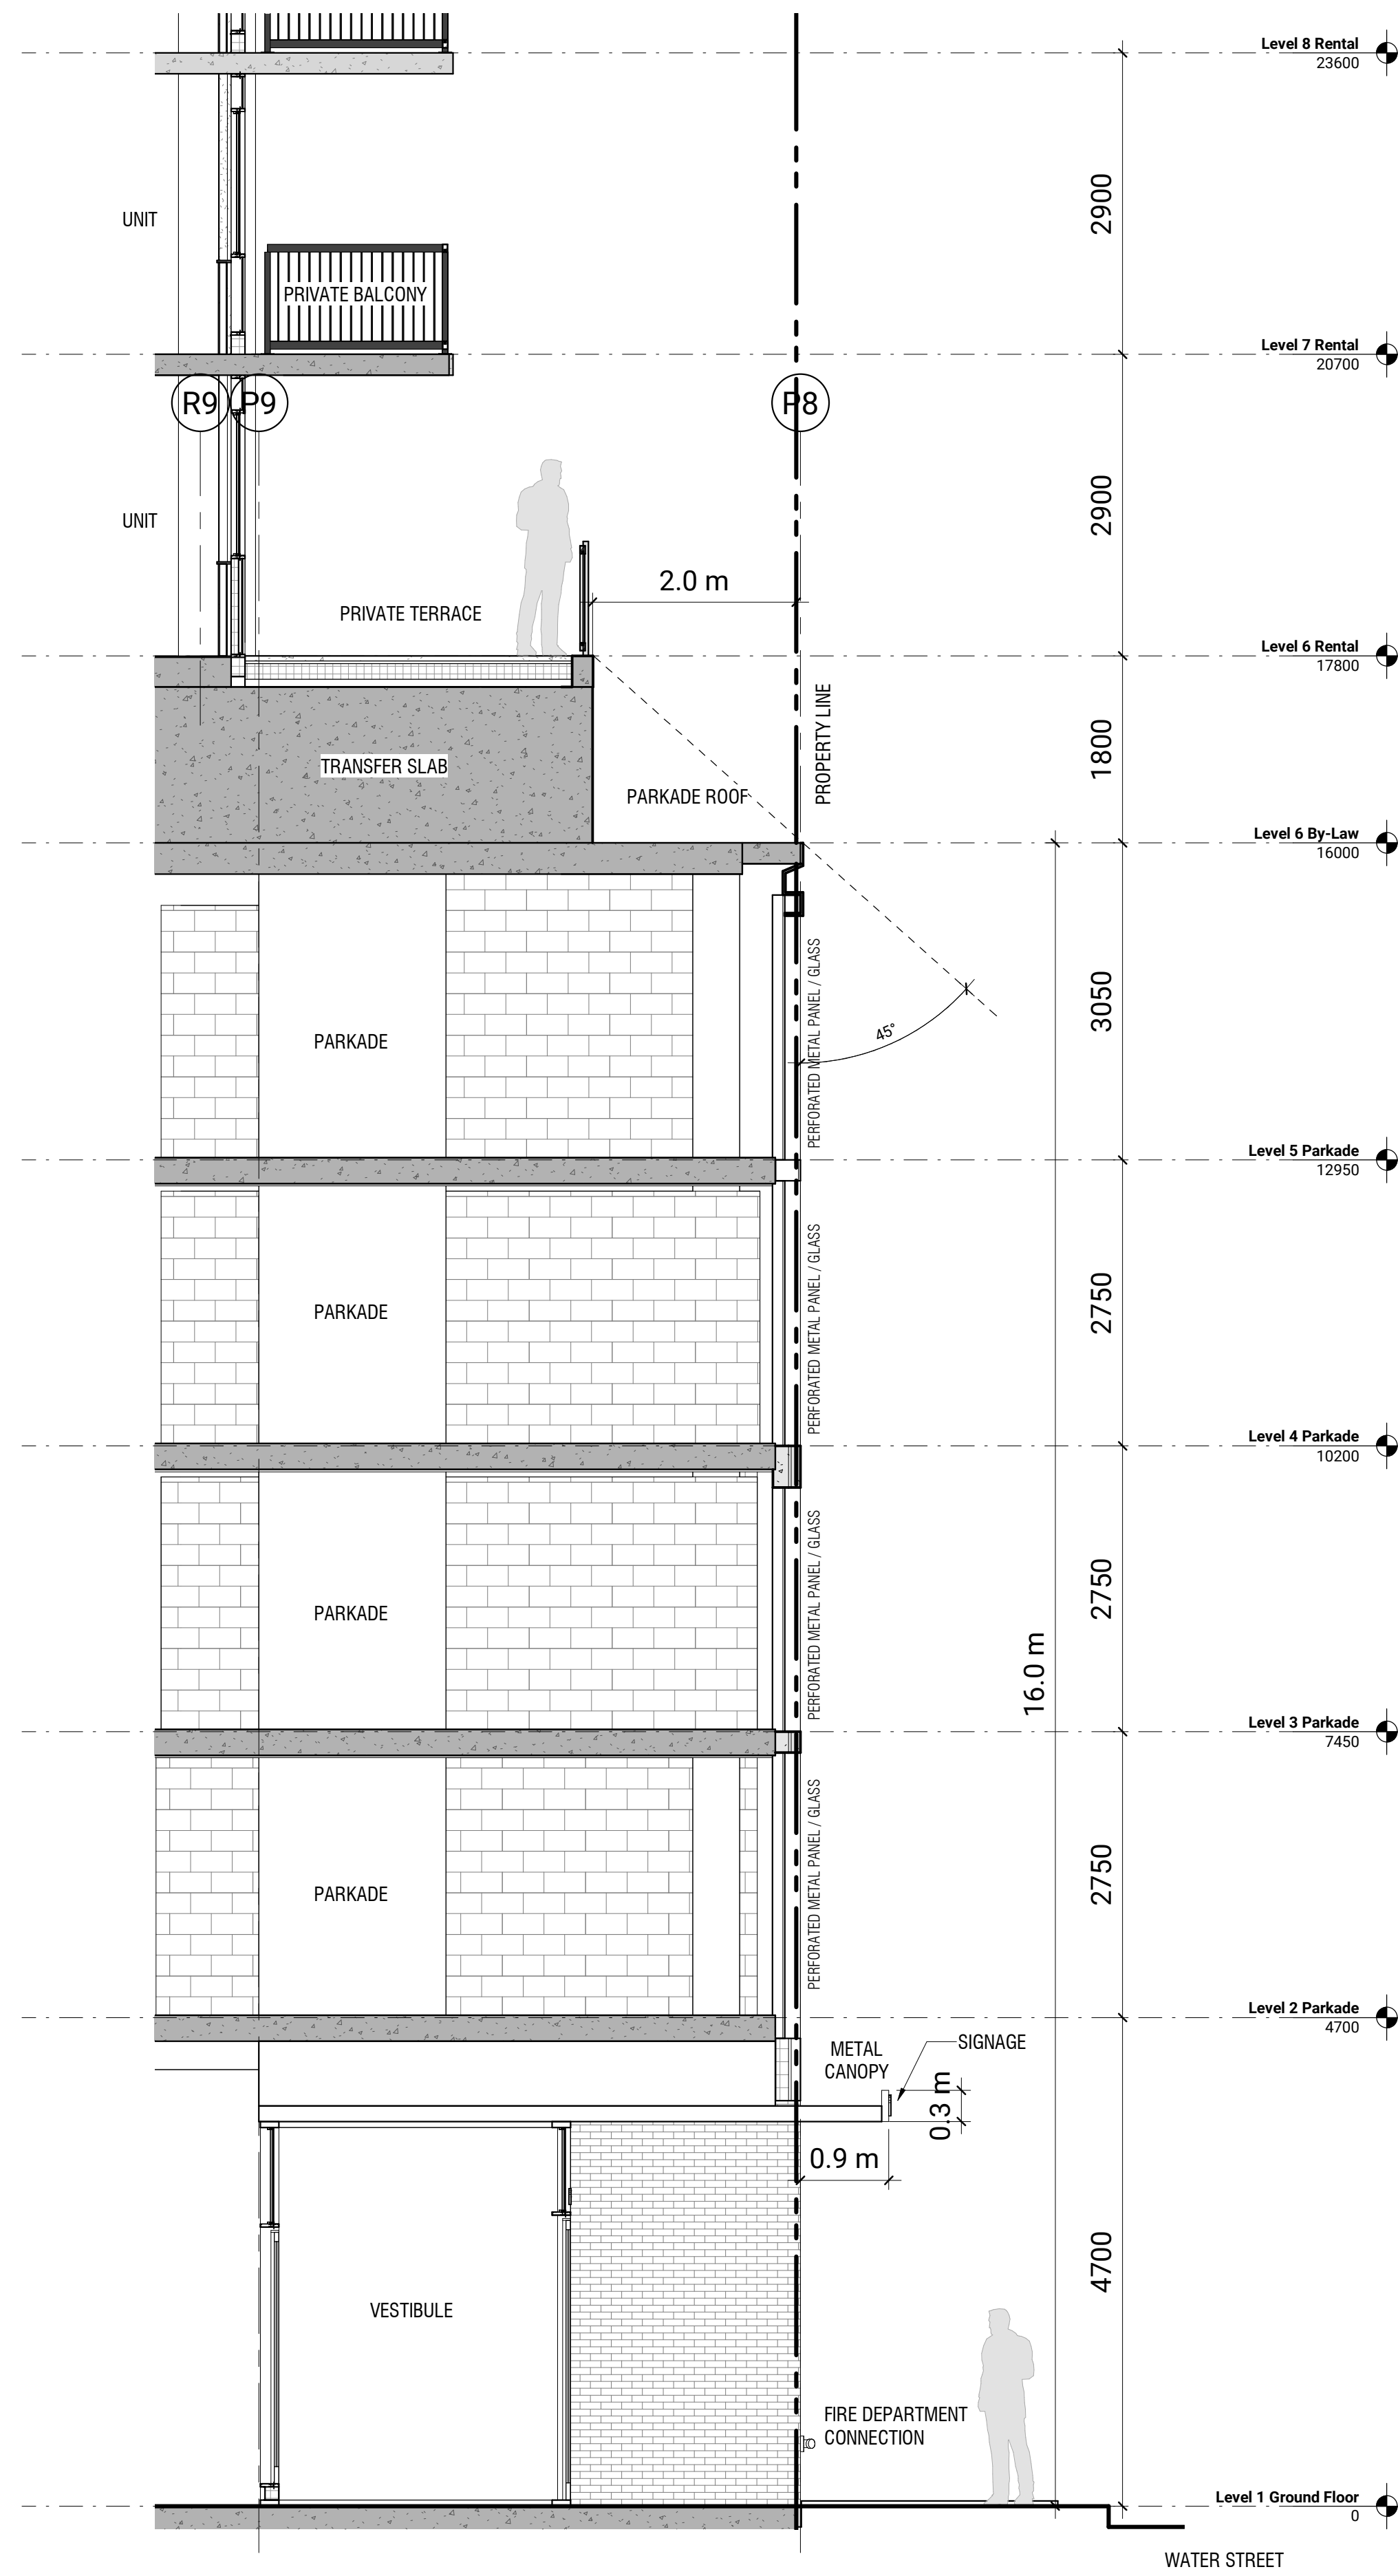 Level 8 Rental
23600
2900
UNIT
PRIVATE BALCONY
Level 7 Rental
20700
R9
P9
P8
2900
UNIT
2.0 m
PRIVATE TERRACE
Level 6 Rental
17800
PROPERTY LINE
1800
TRANSFER SLAB
PARKADE ROOF
Level 6 By-Law
16000
PERFORATED METAL PANEL / GLASS
3050
45°
PARKADE
Level 5 Parkade
12950
PERFORATED METAL PANEL / GLASS
2750
PARKADE
Level 4 Parkade
10200
PERFORATED METAL PANEL / GLASS
2750
PARKADE
16.0 m
Level 3 Parkade
7450
PERFORATED METAL PANEL / GLASS
2750
PARKADE
Level 2 Parkade
4700
METAL
CANOPY
SIGNAGE
0.3 m
0.9 m
4700
VESTIBULE
FIRE DEPARTMENT
CONNECTION
Level 1 Ground Floor
0
WATER STREET